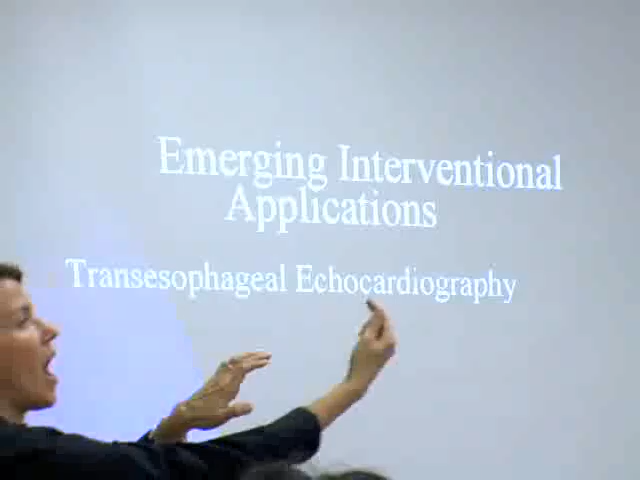 Emerging Interventional
Applications
Transesophageal Echocardiography